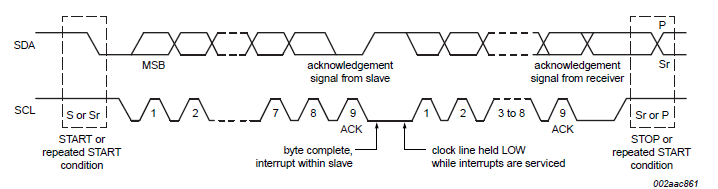 P
SDA
MSB
acknowledgement
signal from slave
acknowledgement
signal from receiver
Sr
SCL
S or Sr
1
2
7
8
9
1
2
3 to 8
9
Sr or P
ACK
ACK
START or
repeated START
condition
byte complete,
interrupt within slave
clock line held LOW
while interrupts are serviced
STOP or
repeated START
condition
002aac861